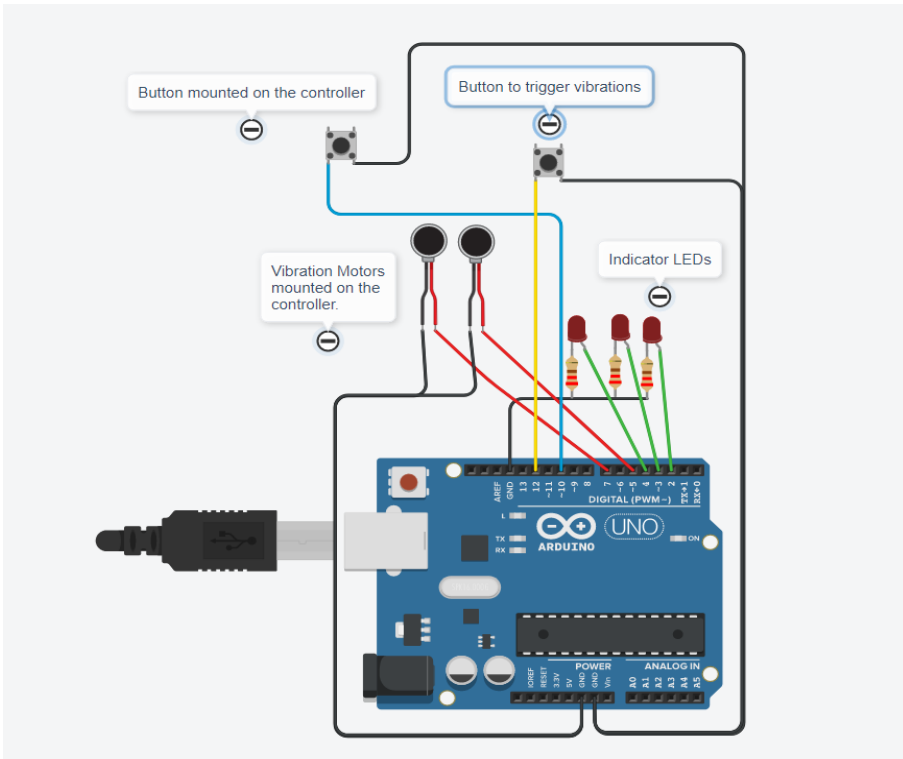 Button mounted on the controller
Button to trigger vibrations
Vibration Motors
mounted on the
controller.
Indicator LEDs
AREF
GND
13
12
~11
~10
~9
8
7
~6
~5
4
~3
2
TX→1
RX←0
DIGITAL (PWM~)
L
TX
RX
ARDUINO
UNO
ON
POWER
ANALOG IN
IOREF
RESET
3.3V
5V
GND
GND
Vin
A0
A1
A2
A3
A4
A5